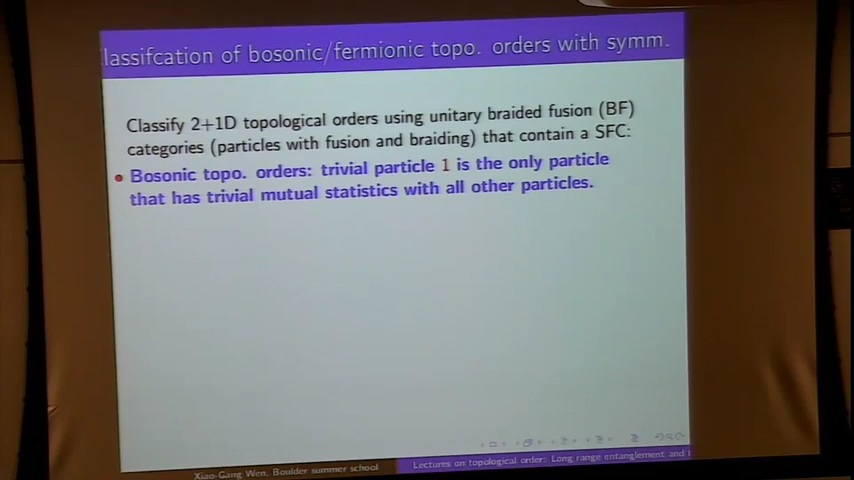 lassifcation of bosonic/fermionic topo. orders with symm.
Classify 2+1D topological orders using unitary braided fusion (BF)
categories (particles with fusion and braiding) that contain a SFC:
• Bosonic topo. orders: trivial particle 1 is the only particle
that has trivial mutual statistics with all other particles.
Xiao-Gang Wen, Boulder summer school
Lectures on topological order: Long range entanglement and